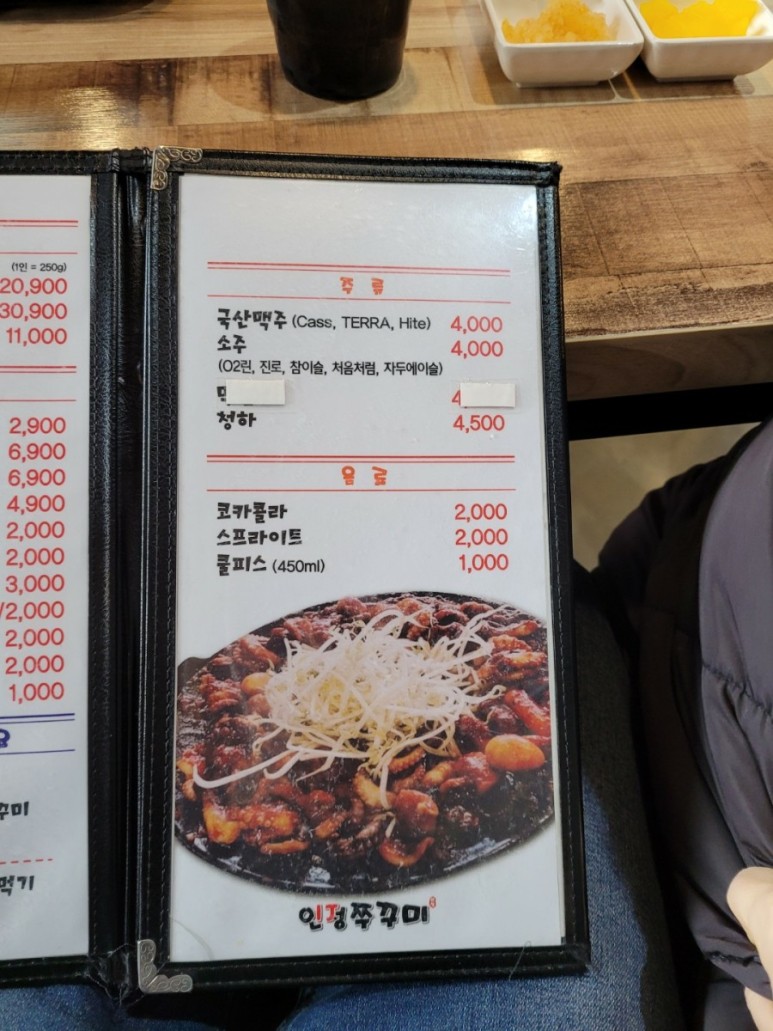 (1인 = 250g)
20,900
30,900
11,000
2,900
6,900
6,900
4,900
2,000
2,000
3,000
/2,000
2,000
2,000
1,000
꾸미
먹기
주 류
국산맥주 (Cass, TERRA, Hite) 4,000
소주 4,000
(O2린, 진로, 참이슬, 처음처럼, 자두에이슬)
청하 4,500
음 료
코카콜라 2,000
스프라이트 2,000
쿨피스 (450ml) 1,000
인정쭈꾸미